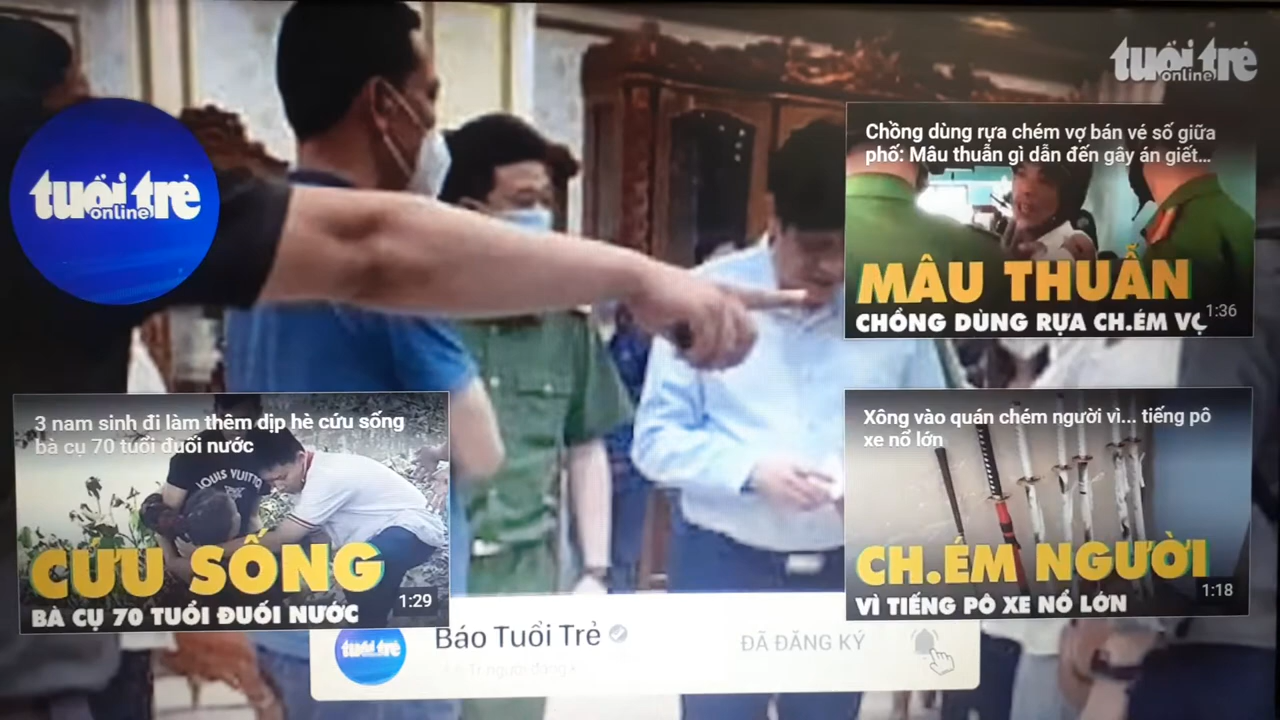 tuổi trẻ
online
tuổi trẻ
online
Chồng dùng rựa chém vợ bán vé số giữa
phố: Mâu thuẫn gì dẫn đến gây án giết…
MÂU THUẪN
CHỒNG DÙNG RỰA CH.ÉM VỢ
1:36
3 nam sinh đi làm thêm dịp hè cứu sống
bà cụ 70 tuổi đuối nước
LOUIS VUITTON
CỨU SỐNG
BÀ CỤ 70 TUỔI ĐUỐI NƯỚC
1:29
Xông vào quán chém người vì... tiếng pô
xe nổ lớn
CH.ÉM NGƯỜI
VÌ TIẾNG PÔ XE NỔ LỚN
1:18
tuổi trẻ
Báo Tuổi Trẻ
ĐÃ ĐĂNG KÝ